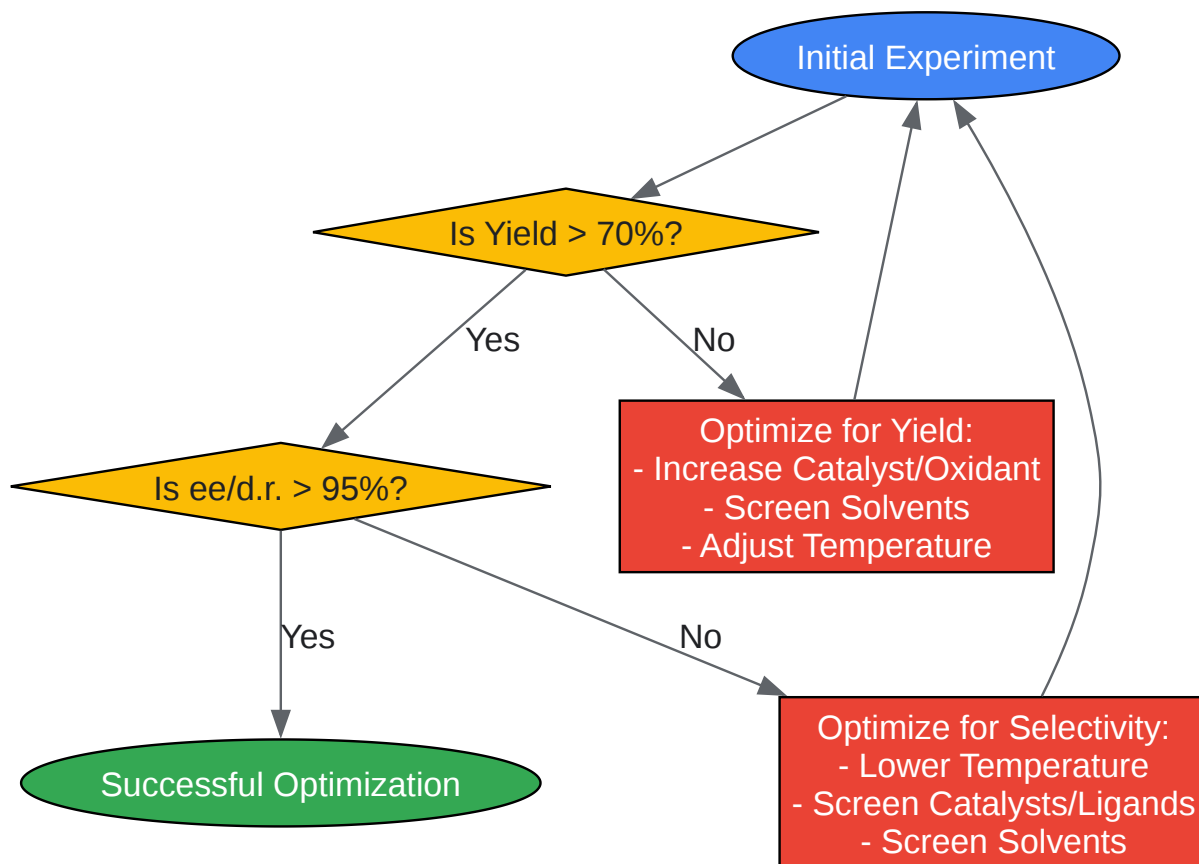 Initial Experiment
Is Yield > 70%?
Yes
No
Optimize for Yield:
- Increase Catalyst/Oxidant
- Screen Solvents
- Adjust Temperature
Is ee/d.r. > 95%?
Yes
No
Successful Optimization
Optimize for Selectivity:
- Lower Temperature
- Screen Catalysts/Ligands
- Screen Solvents